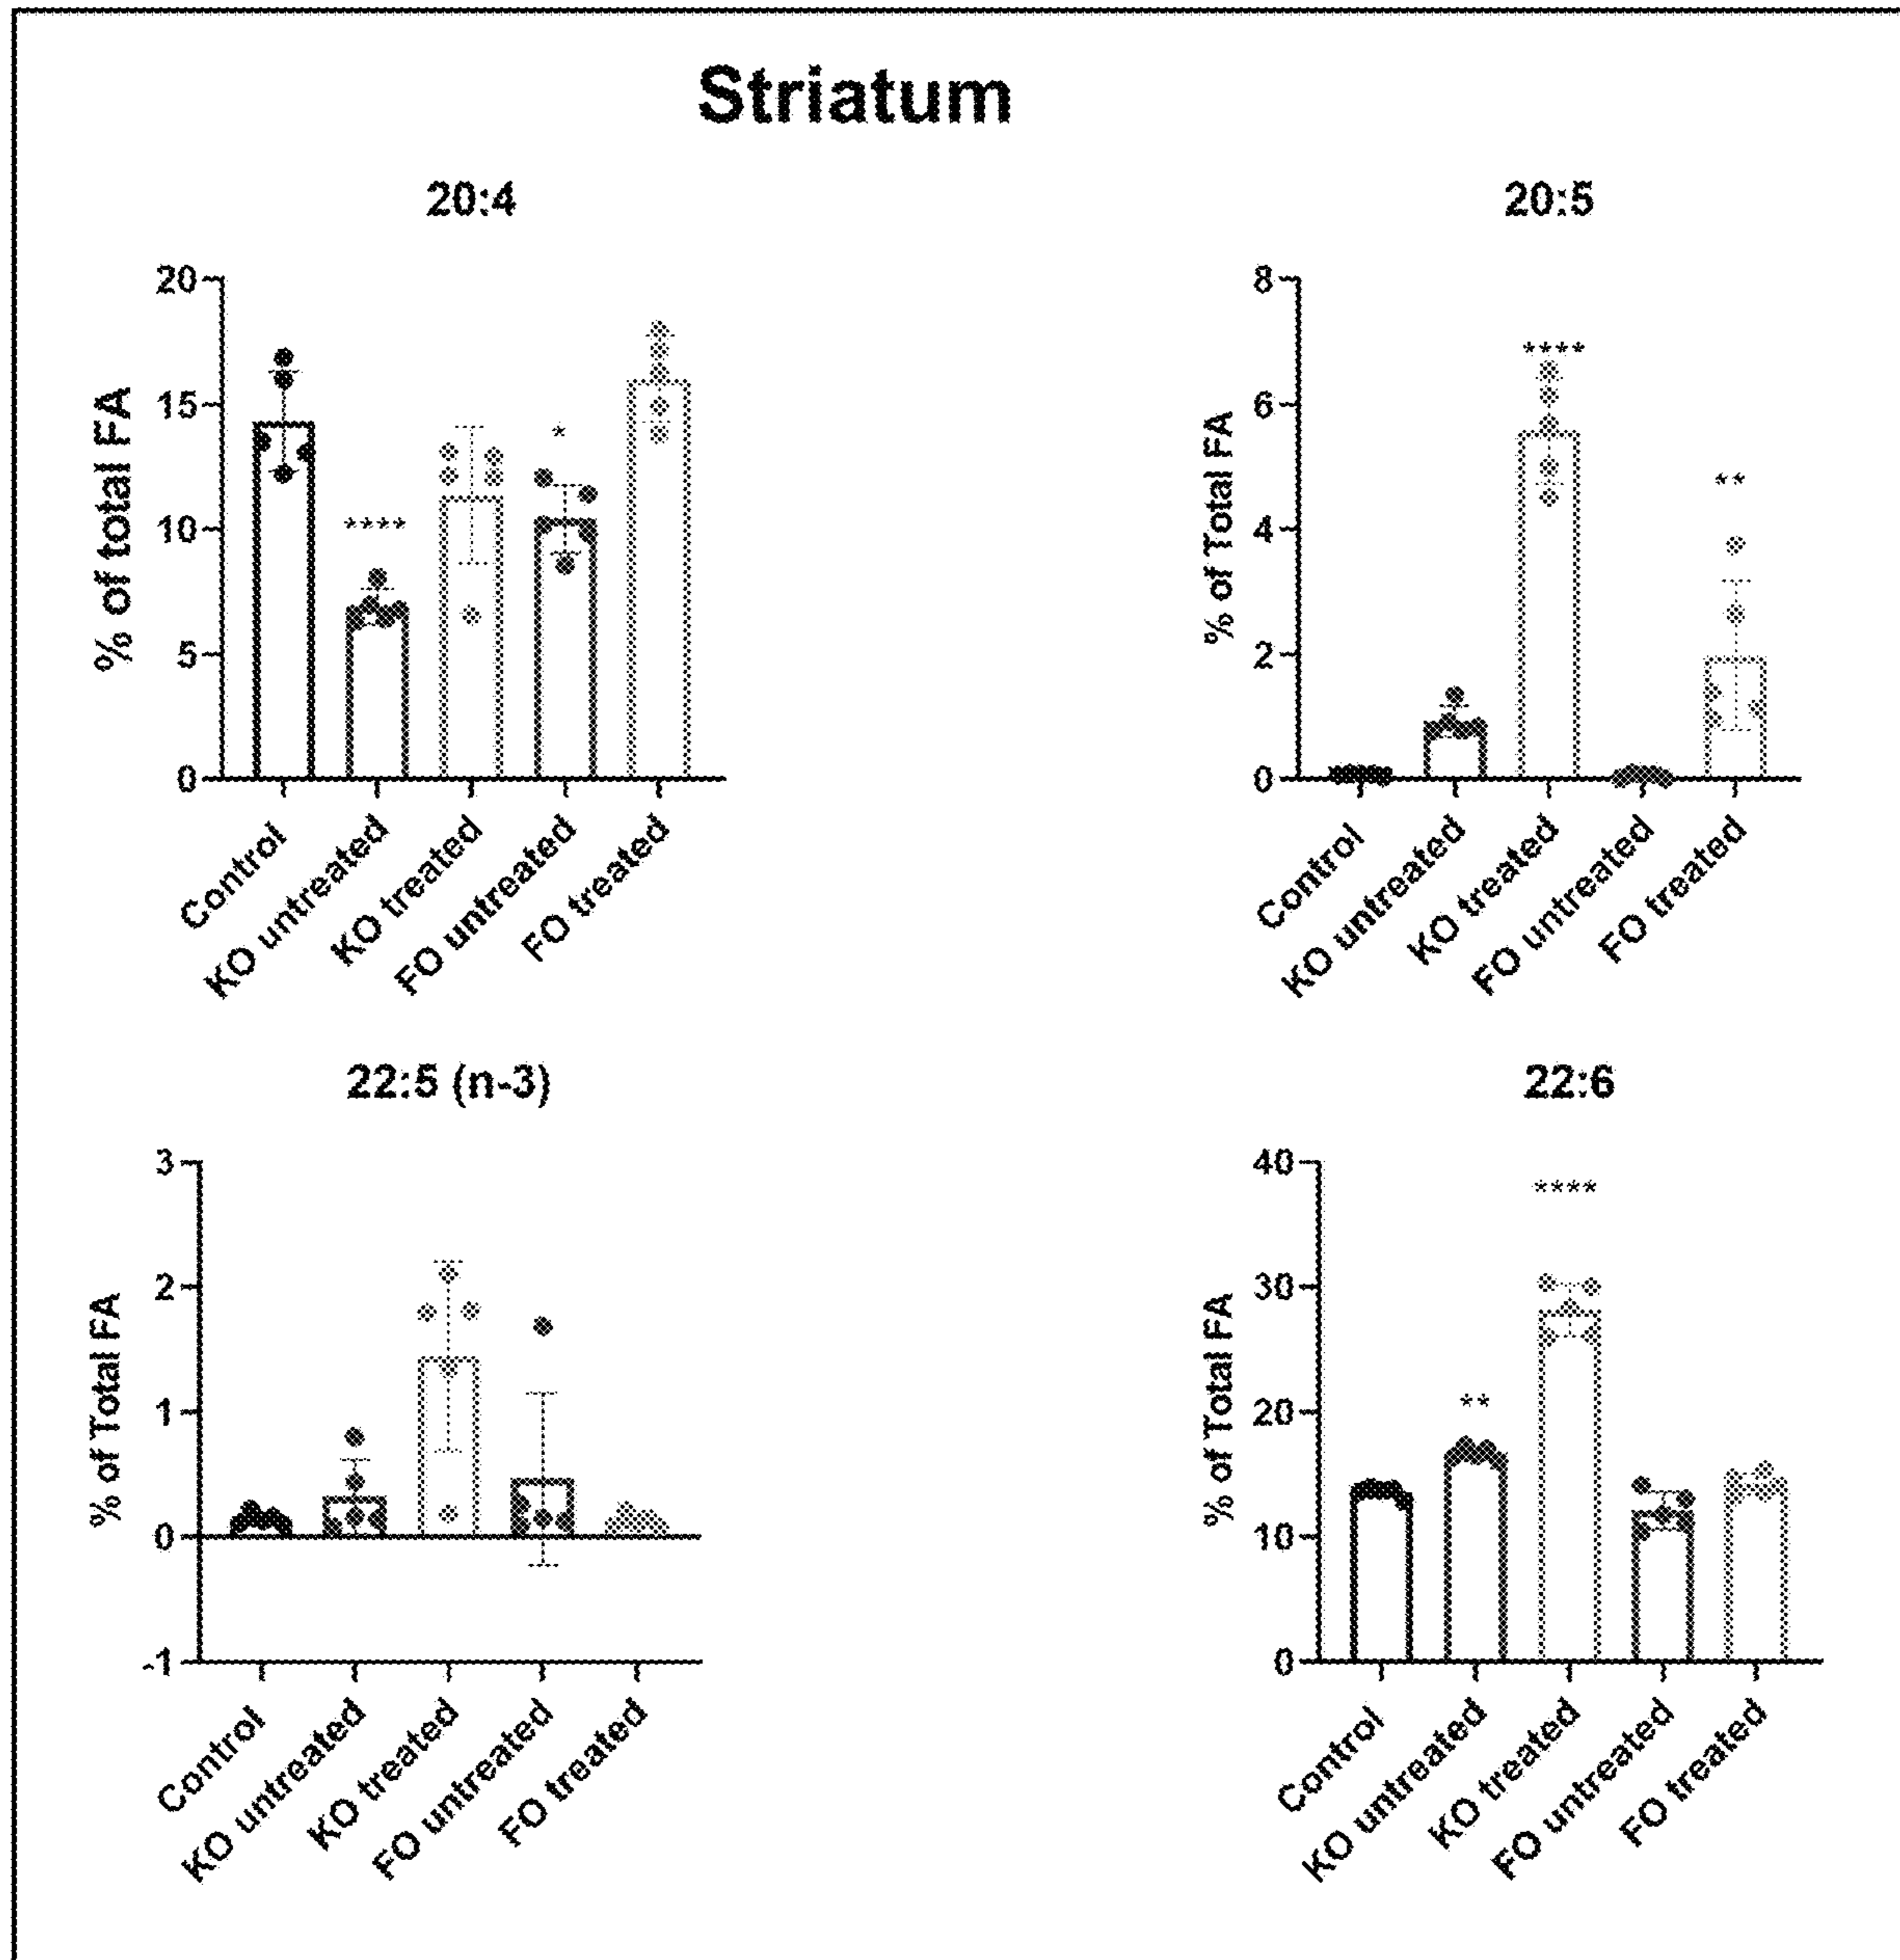 Striatum
20:4
% of total FA
20
15
10
5
0
*
****
Control
KO untreated
KO treated
FO untreated
FO treated
20:5
% of Total FA
8
6
4
2
0
****
**
Control
KO untreated
KO treated
FO untreated
FO treated
22:5 (n-3)
% of Total FA
3
2
1
0
-1
Control
KO untreated
KO treated
FO untreated
FO treated
22:6
% of Total FA
40
30
20
10
0
****
**
Control
KO untreated
KO treated
FO untreated
FO treated